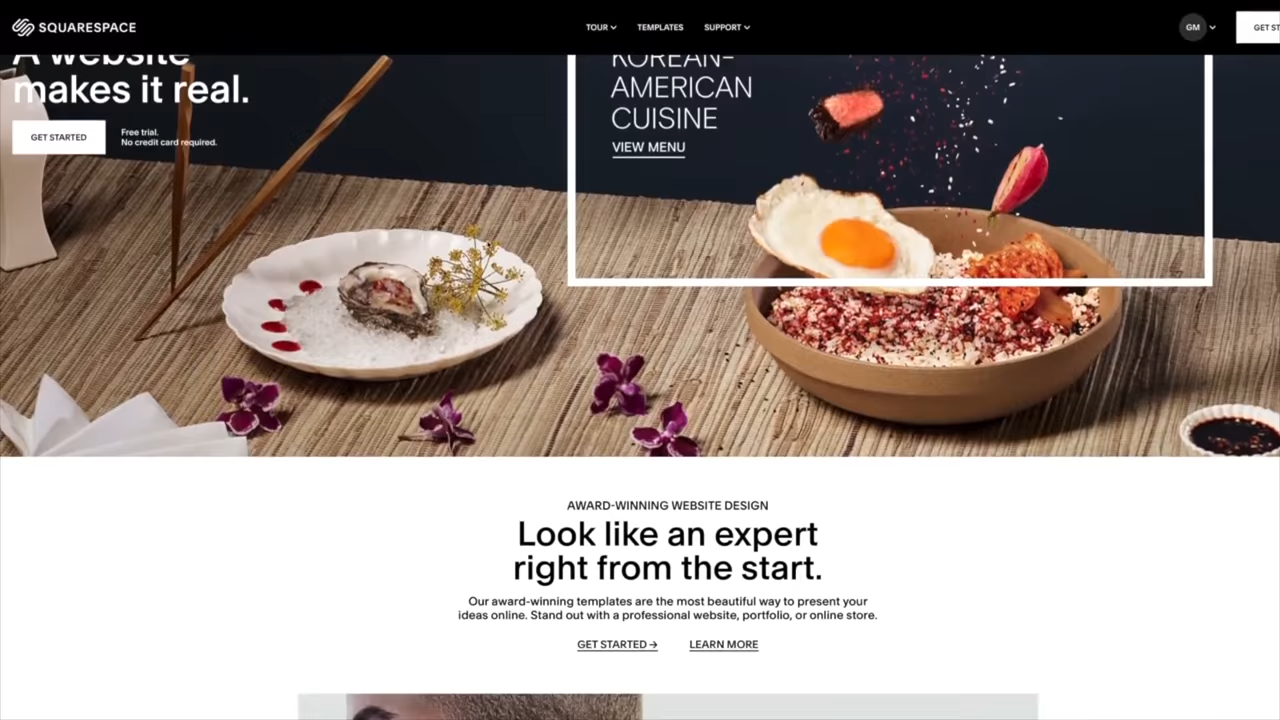 SQUARESPACE
TOUR
TEMPLATES
SUPPORT
GM
GET ST
A website
makes it real.
GET STARTED
Free trial.
No credit card required.
KOREAN-
AMERICAN
CUISINE
VIEW MENU
AWARD-WINNING WEBSITE DESIGN
Look like an expert
right from the start.
Our award-winning templates are the most beautiful way to present your
ideas online. Stand out with a professional website, portfolio, or online store.
GET STARTED →
LEARN MORE